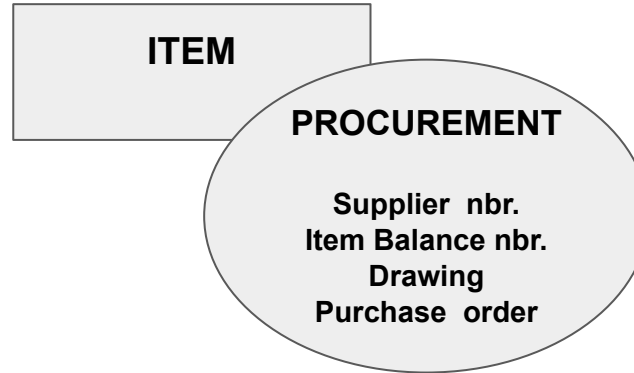 ITEM
PROCUREMENT
Supplier nbr.
Item Balance nbr.
Drawing
Purchase order